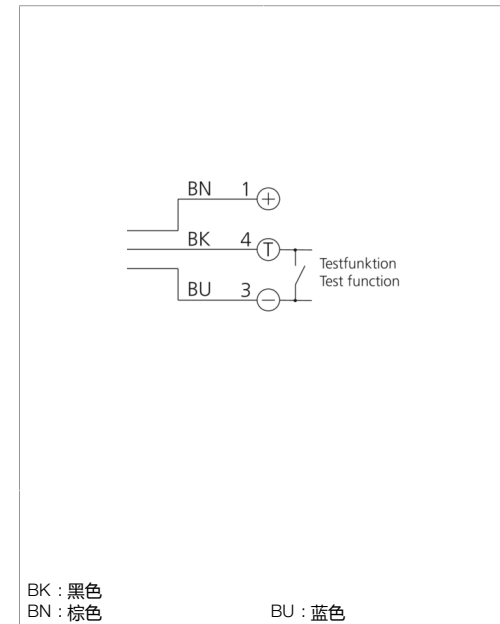 BN 1 +
BK 4 T
Testfunktion
Test function
BU 3 −
BK : 黑色
BN : 棕色 BU : 蓝色